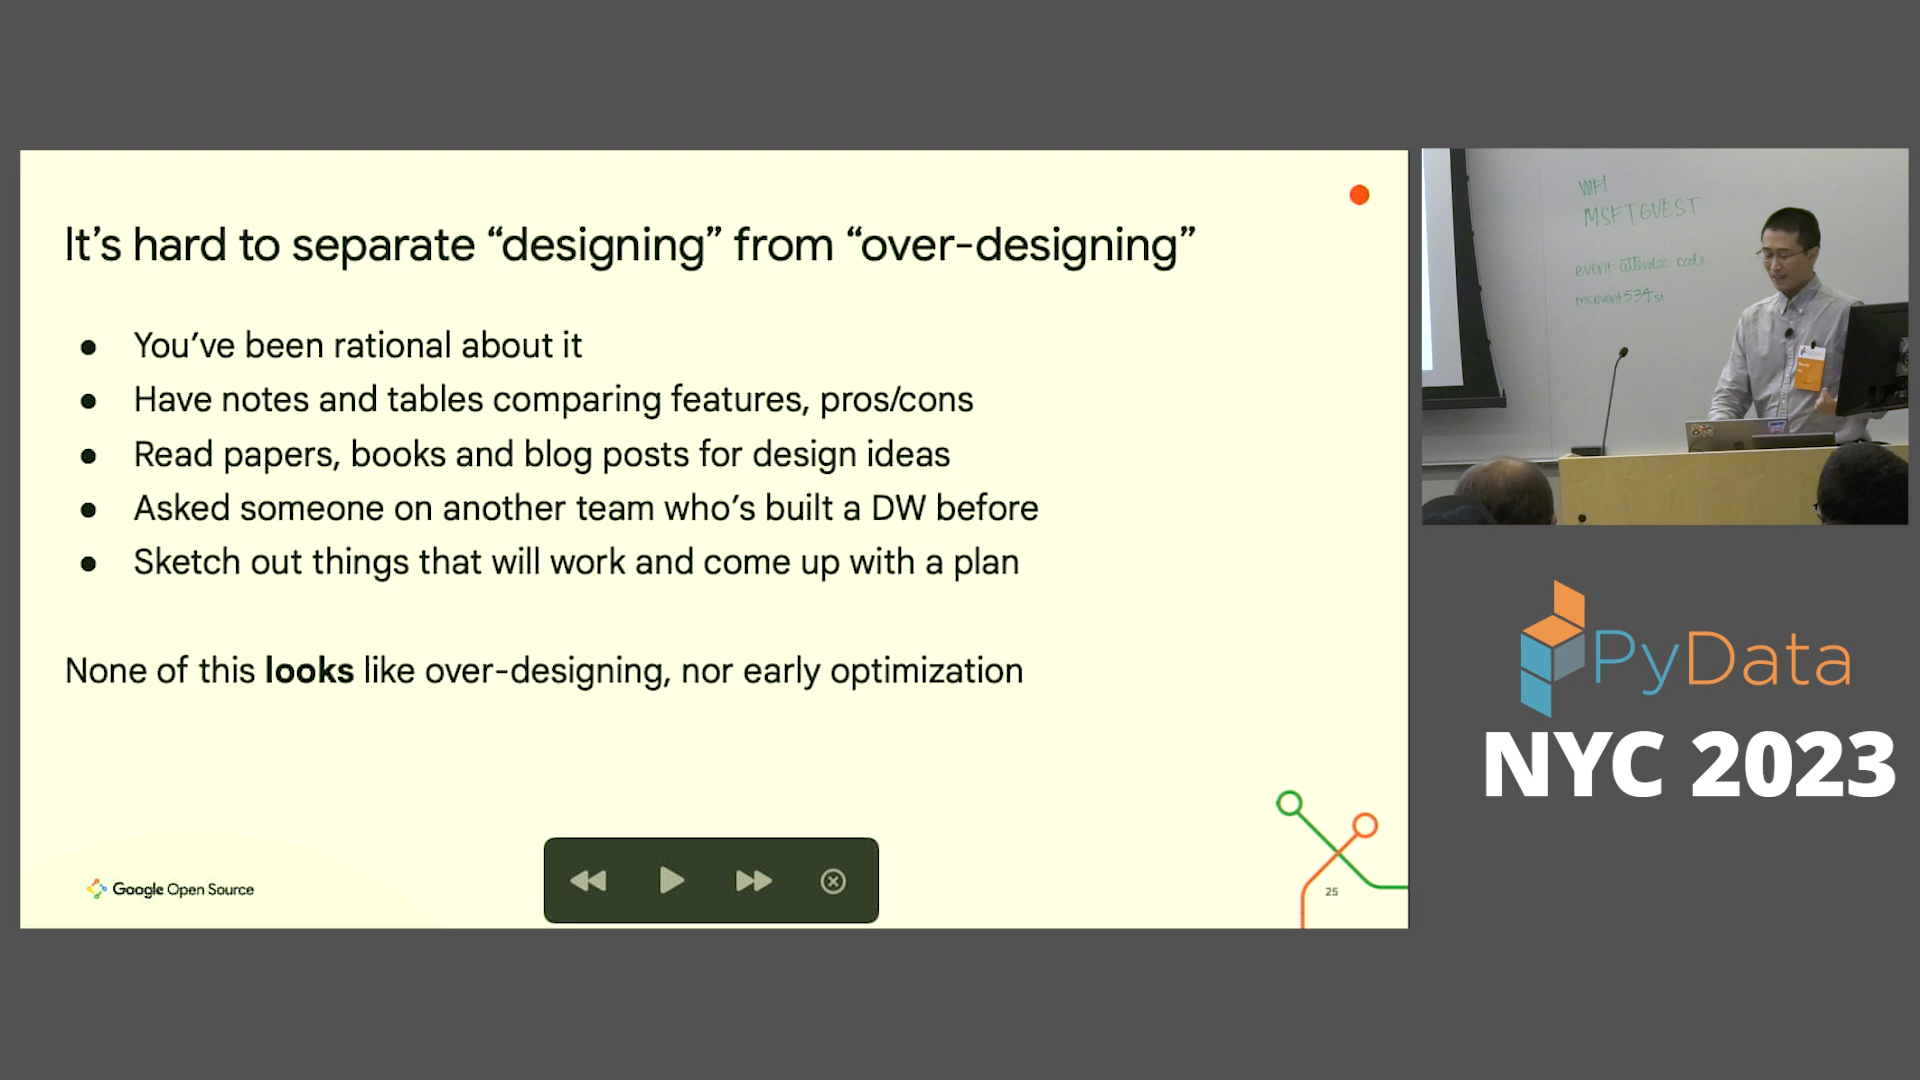 It’s hard to separate “designing” from “over-designing”
● You’ve been rational about it
● Have notes and tables comparing features, pros/cons
● Read papers, books and blog posts for design ideas
● Asked someone on another team who’s built a DW before
● Sketch out things that will work and come up with a plan
None of this looks like over-designing, nor early optimization
Google Open Source
25
WIFI
MSFTGUEST
event attendee code
msevent534si
PyData
NYC 2023